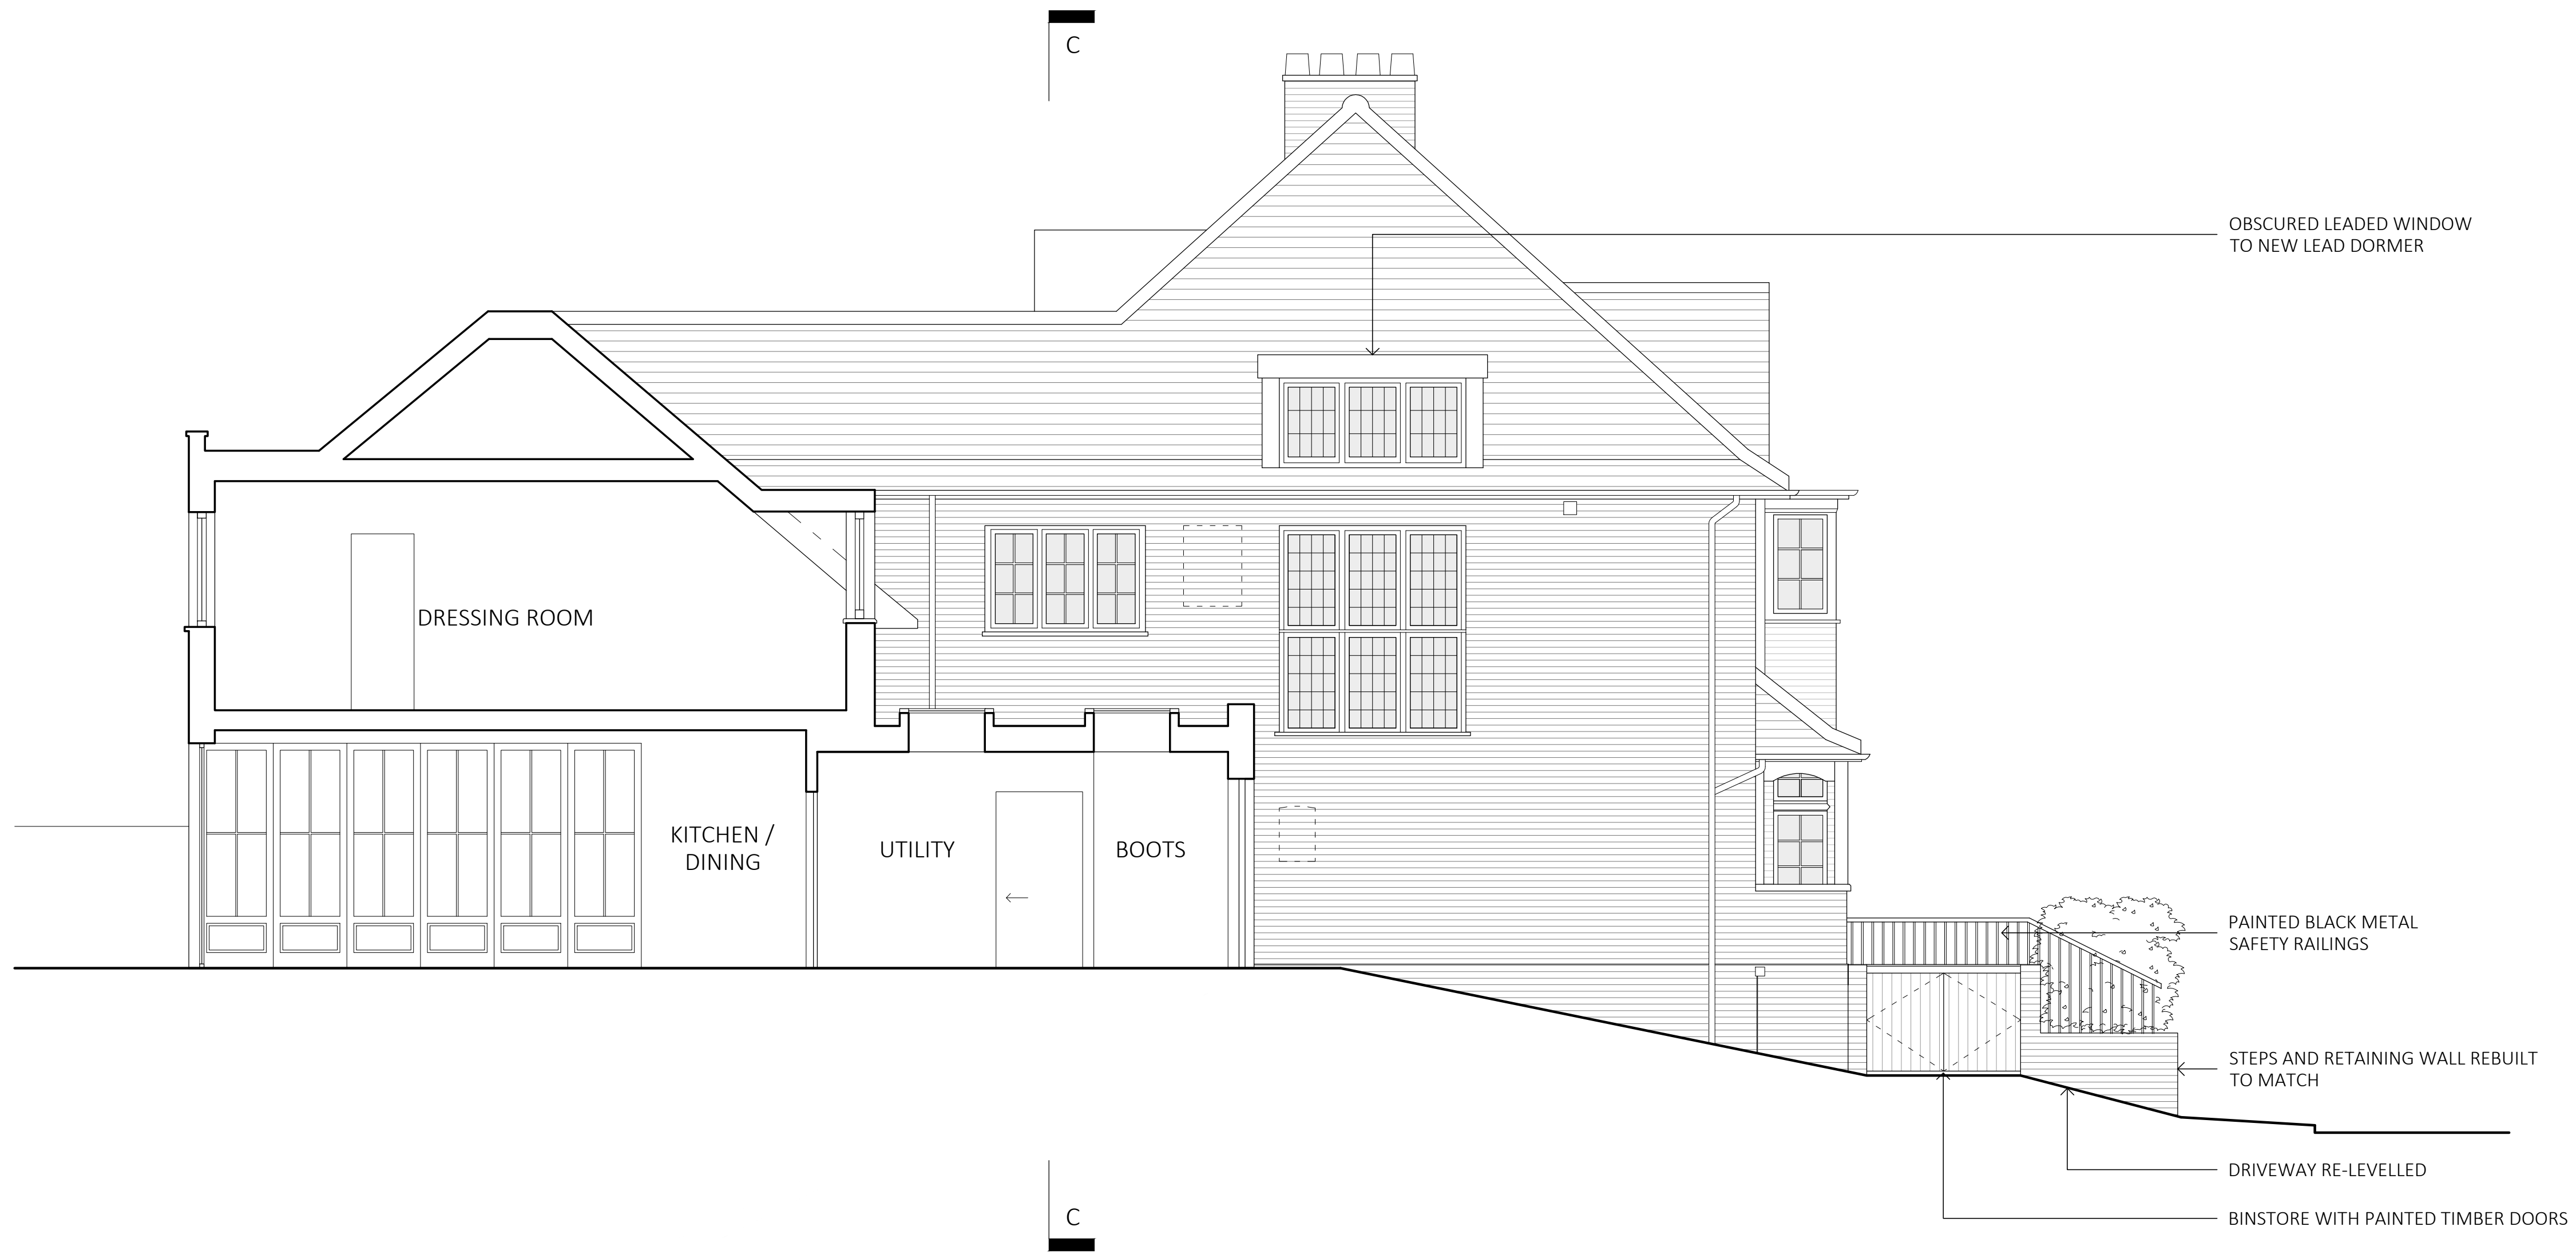 C
OBSCURED LEADED WINDOW
TO NEW LEAD DORMER
DRESSING ROOM
KITCHEN /
DINING
UTILITY
BOOTS
PAINTED BLACK METAL
SAFETY RAILINGS
STEPS AND RETAINING WALL REBUILT
TO MATCH
DRIVEWAY RE-LEVELLED
BINSTORE WITH PAINTED TIMBER DOORS
C